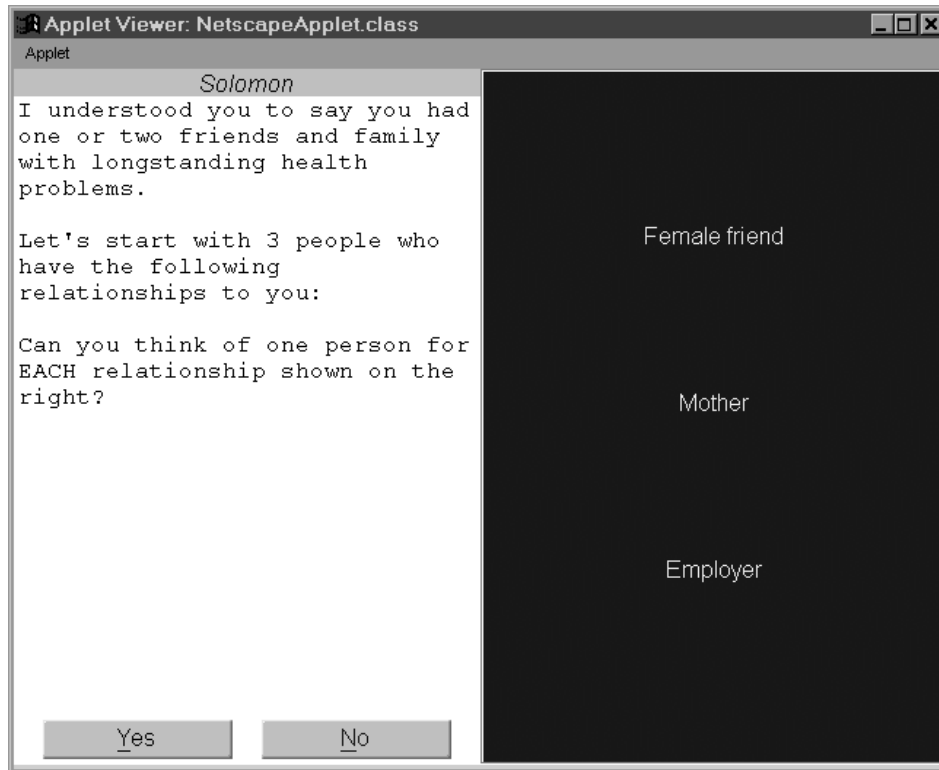 Applet Viewer: NetscapeApplet.class
Applet
Solomon
I understood you to say you had
one or two friends and family
with longstanding health
problems.
Let's start with 3 people who
have the following
relationships to you:
Can you think of one person for
EACH relationship shown on the
right?
Yes
No
Female friend
Mother
Employer